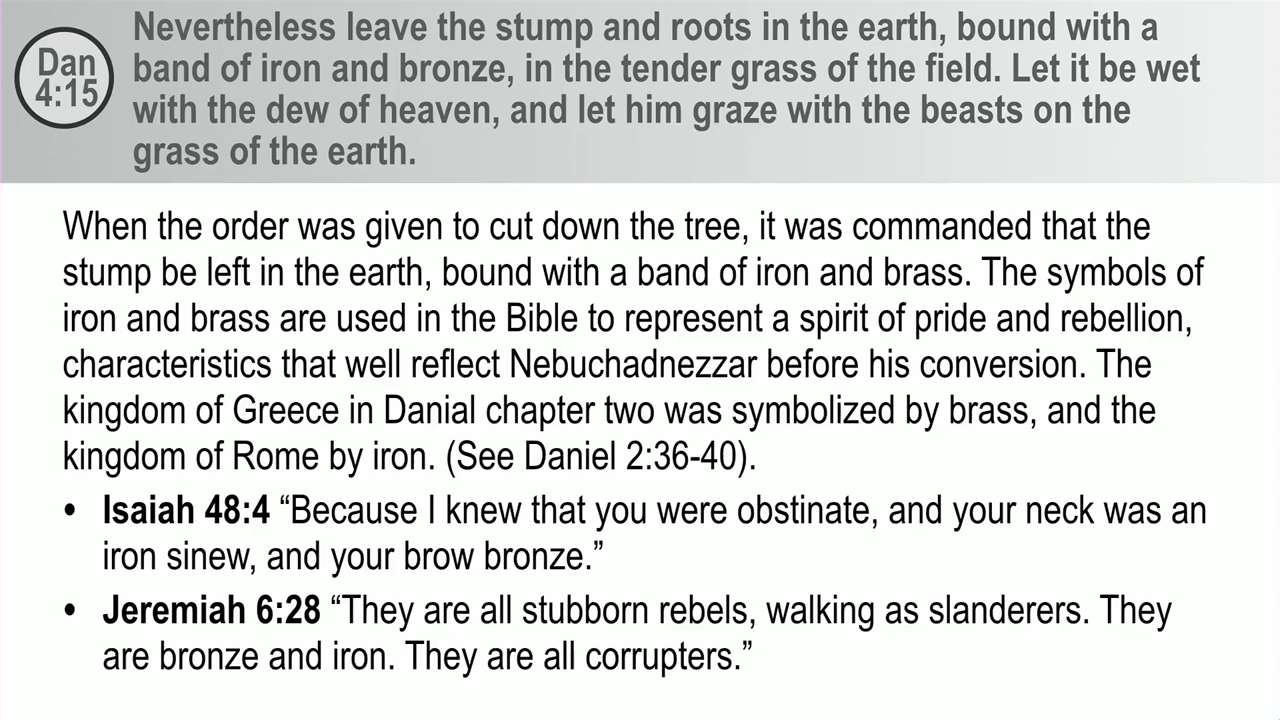 Dan
4:15
Nevertheless leave the stump and roots in the earth, bound with a
band of iron and bronze, in the tender grass of the field. Let it be wet
with the dew of heaven, and let him graze with the beasts on the
grass of the earth.
When the order was given to cut down the tree, it was commanded that the
stump be left in the earth, bound with a band of iron and brass. The symbols of
iron and brass are used in the Bible to represent a spirit of pride and rebellion,
characteristics that well reflect Nebuchadnezzar before his conversion. The
kingdom of Greece in Danial chapter two was symbolized by brass, and the
kingdom of Rome by iron. (See Daniel 2:36-40).
• Isaiah 48:4 “Because I knew that you were obstinate, and your neck was an
iron sinew, and your brow bronze.”
• Jeremiah 6:28 “They are all stubborn rebels, walking as slanderers. They
are bronze and iron. They are all corrupters.”